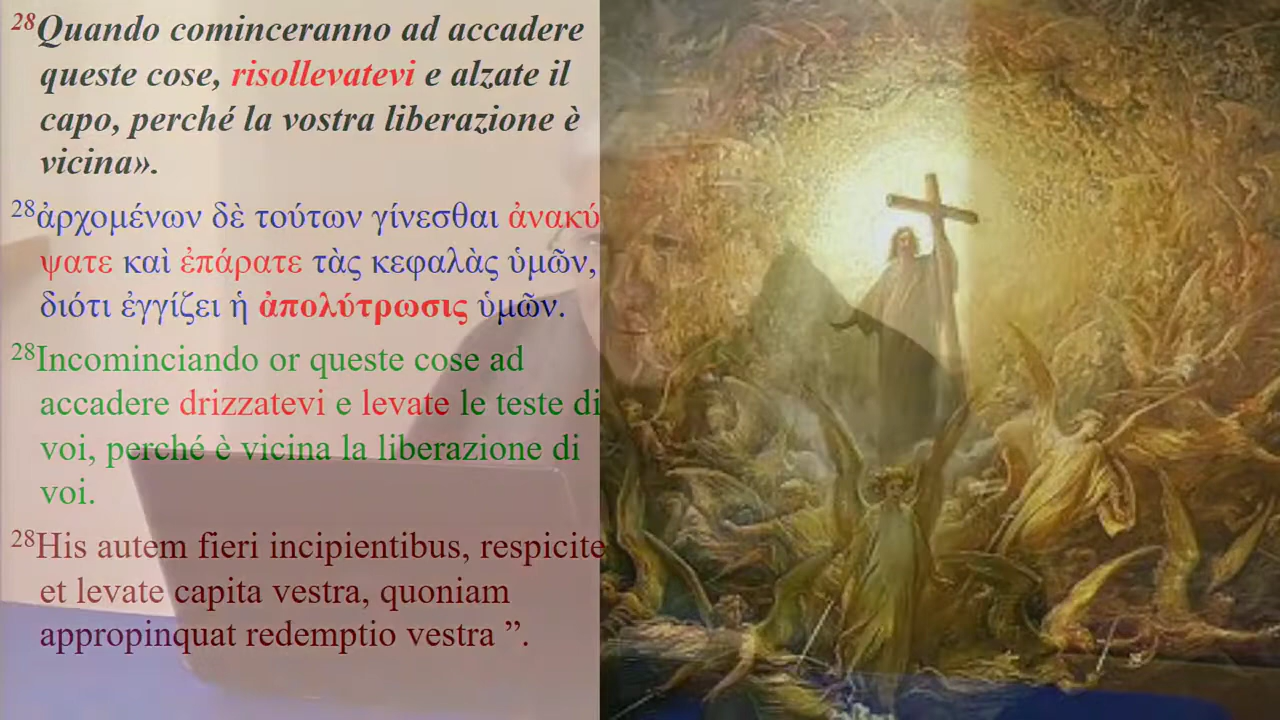 28Quando cominceranno ad accadere
queste cose, risollevatevi e alzate il
capo, perché la vostra liberazione è
vicina».
28ἀρχομένων δὲ τούτων γίνεσθαι ἀνακύ
ψατε καὶ ἐπάρατε τὰς κεφαλὰς ὑμῶν,
διότι ἐγγίζει ἡ ἀπολύτρωσις ὑμῶν.
28Incominciando or queste cose ad
accadere drizzatevi e levate le teste di
voi, perché è vicina la liberazione di
voi.
28His autem fieri incipientibus, respicite
et levate capita vestra, quoniam
appropinquat redemptio vestra ”.